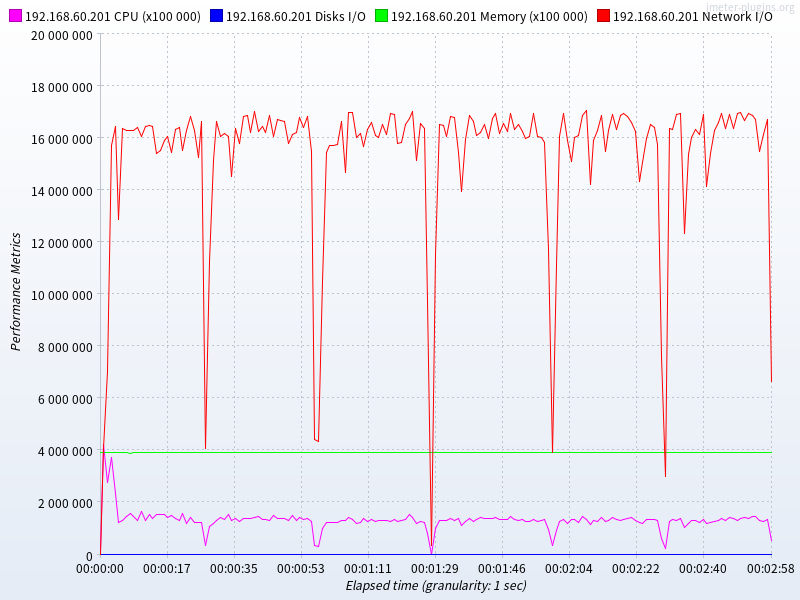 jmeter-plugins.org
192.168.60.201 CPU (x100 000) 192.168.60.201 Disks I/O 192.168.60.201 Memory (x100 000) 192.168.60.201 Network I/O
20 000 000
18 000 000
16 000 000
14 000 000
12 000 000
10 000 000
8 000 000
6 000 000
4 000 000
2 000 000
0
Performance Metrics
00:00:00 00:00:17 00:00:35 00:00:53 00:01:11 00:01:29 00:01:46 00:02:04 00:02:22 00:02:40 00:02:58
Elapsed time (granularity: 1 sec)